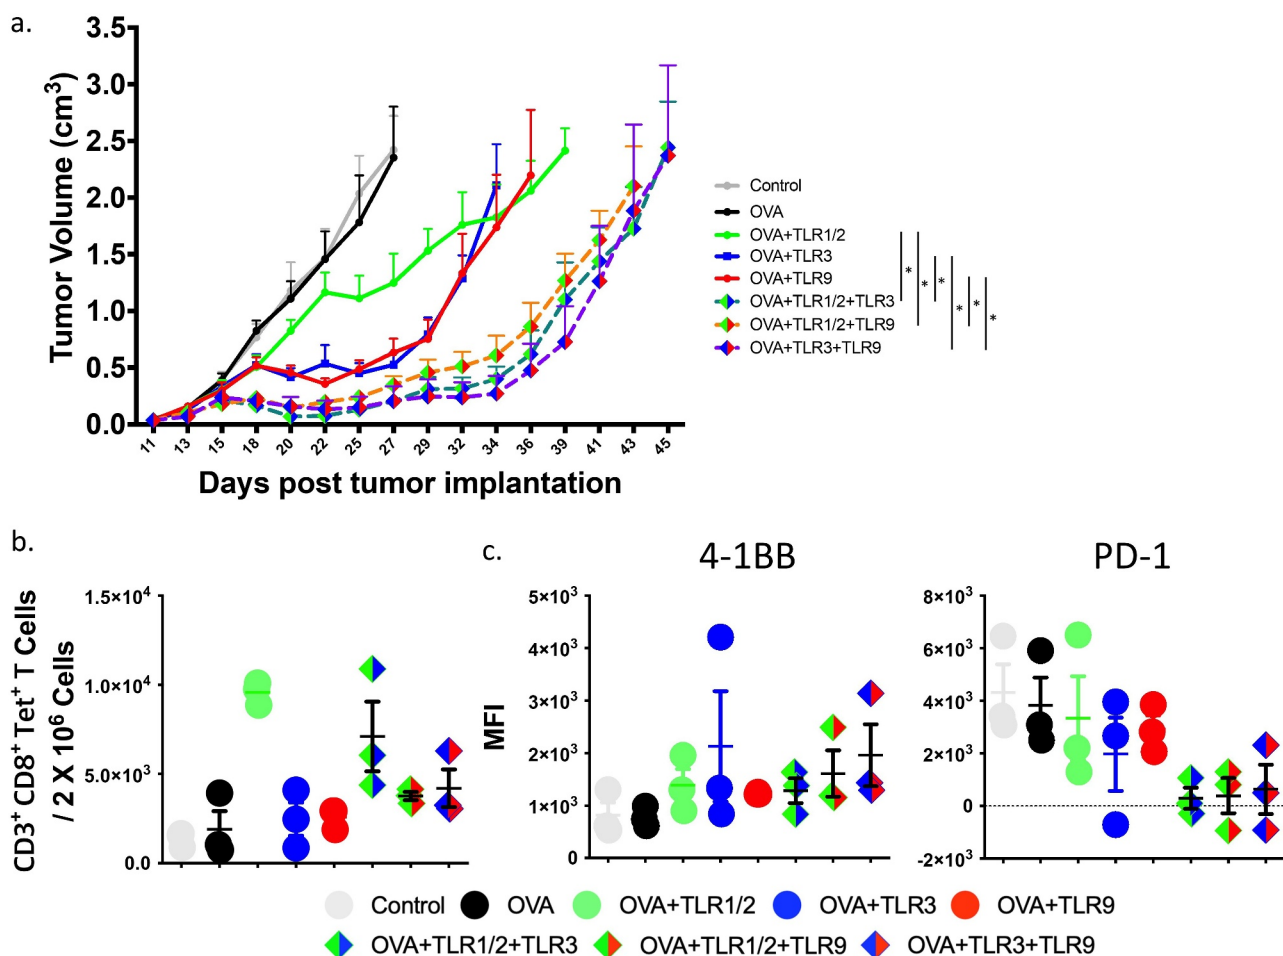 a.
Tumor Volume (cm³)
3.5
3.0
2.5
2.0
1.5
1.0
0.5
0.0
11 13 15 18 20 22 25 27 29 32 34 36 39 41 43 45
Days post tumor implantation
Control
OVA
OVA+TLR1/2
OVA+TLR3
OVA+TLR9
OVA+TLR1/2+TLR3
OVA+TLR1/2+TLR9
OVA+TLR3+TLR9
* * * * * *
b.
CD3⁺ CD8⁺ Tet⁺ T Cells
/ 2 X 10⁶ Cells
1.5×10⁴
1.0×10⁴
5.0×10³
0.0
c.
4-1BB
MFI
5×10³
4×10³
3×10³
2×10³
1×10³
0
PD-1
8×10³
6×10³
4×10³
2×10³
0
-2×10³
Control OVA OVA+TLR1/2 OVA+TLR3 OVA+TLR9
OVA+TLR1/2+TLR3 OVA+TLR1/2+TLR9 OVA+TLR3+TLR9